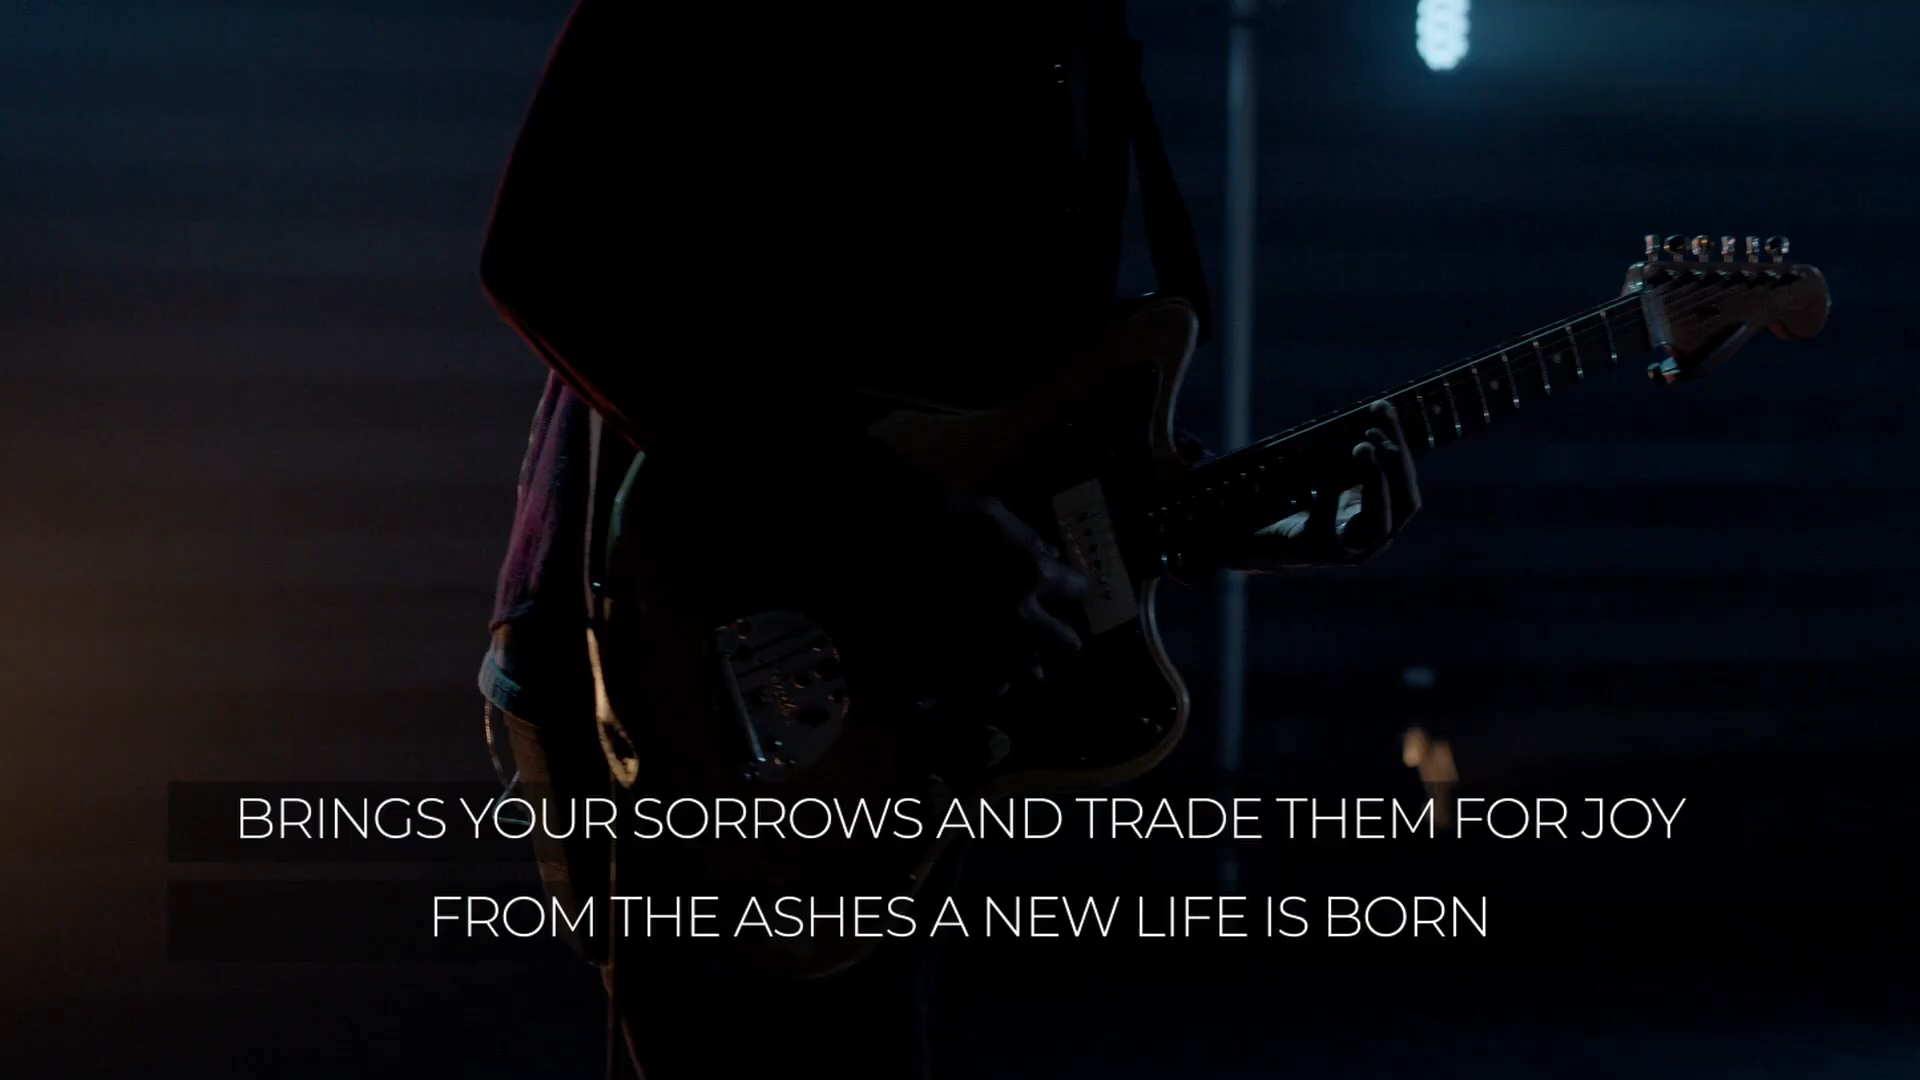 BRINGS YOUR SORROWS AND TRADE THEM FOR JOY
FROM THE ASHES A NEW LIFE IS BORN